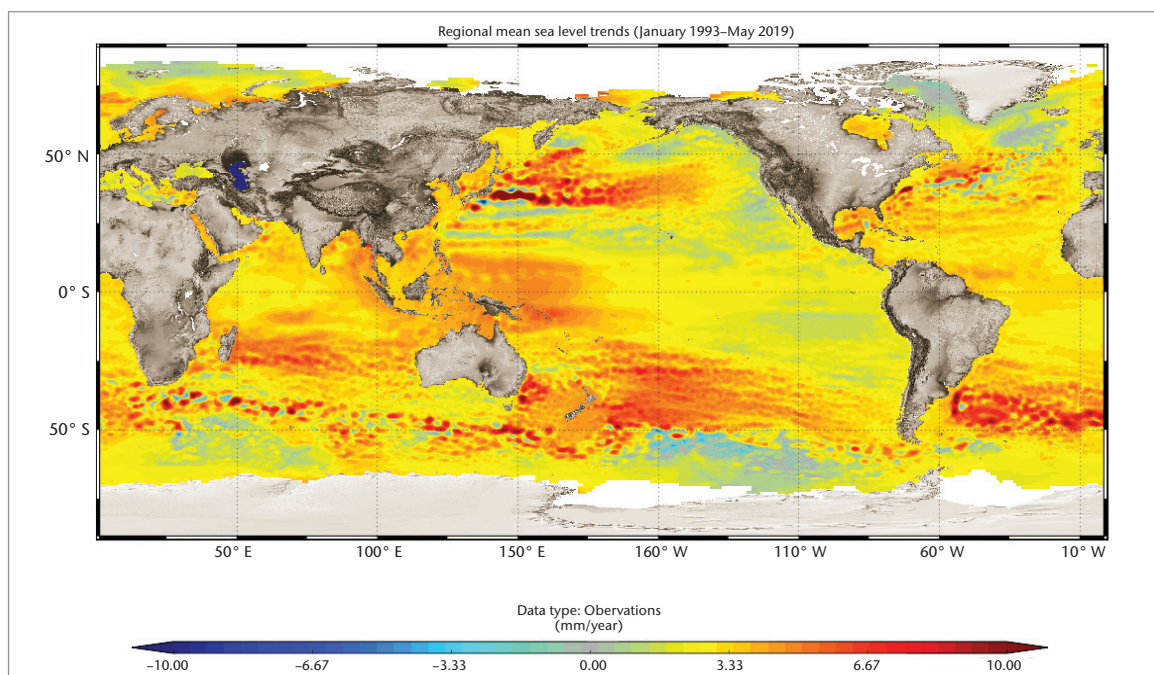 Regional mean sea level trends (January 1993–May 2019)
50° N
0° S
50° S
50° E
100° E
150° E
160° W
110° W
60° W
10° W
Data type: Obervations
(mm/year)
–10.00
–6.67
–3.33
0.00
3.33
6.67
10.00